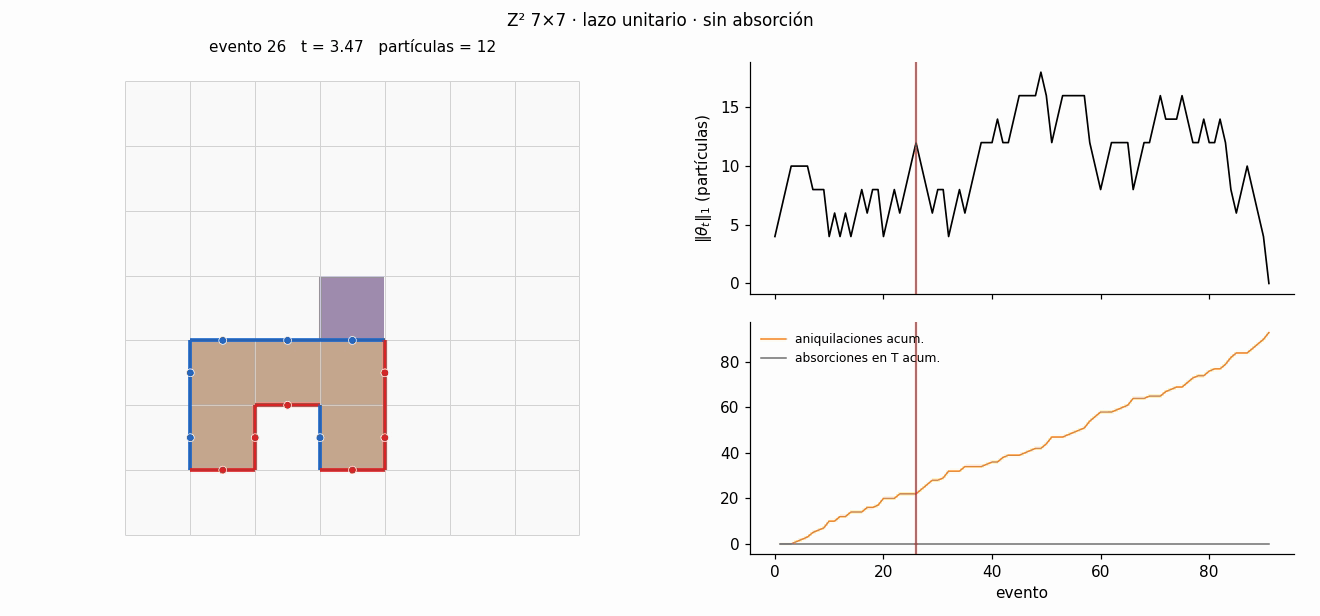 Z² 7×7 · lazo unitario · sin absorción
evento 26   t = 3.47   partículas = 12
‖θₜ‖₁ (partículas)
15
10
5
0
aniquilaciones acum.
absorciones en T acum.
80
60
40
20
0
0 20 40 60 80
evento